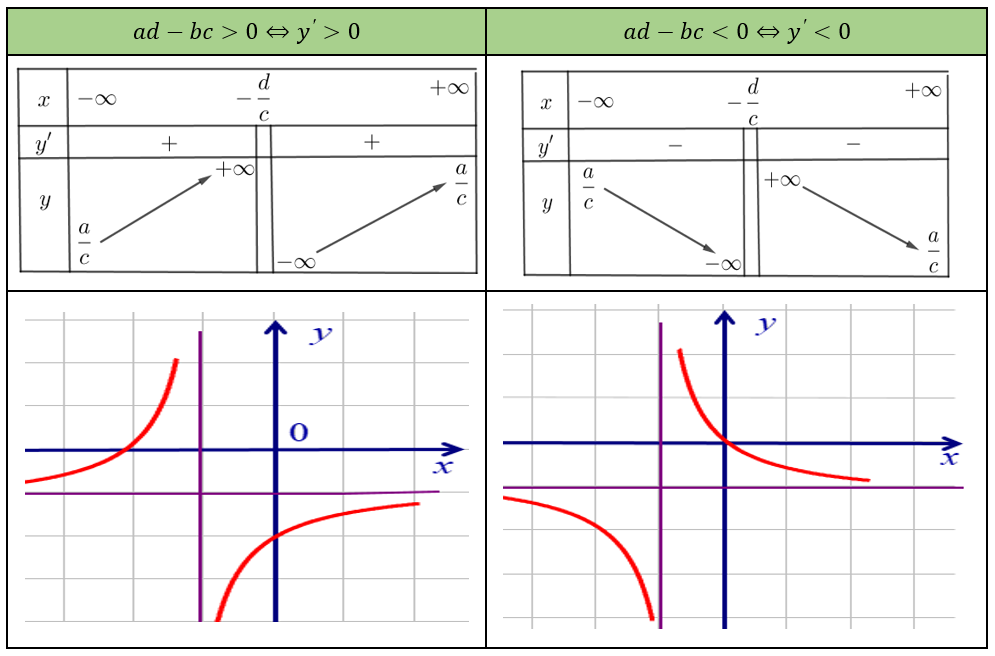 ad − bc > 0 ⇔ y′ > 0
ad − bc < 0 ⇔ y′ < 0
x −∞ −d/c +∞
y′ + +
y a/c +∞ −∞ a/c
x −∞ −d/c +∞
y′ − −
y a/c −∞ +∞ a/c
y
O
x
y
x